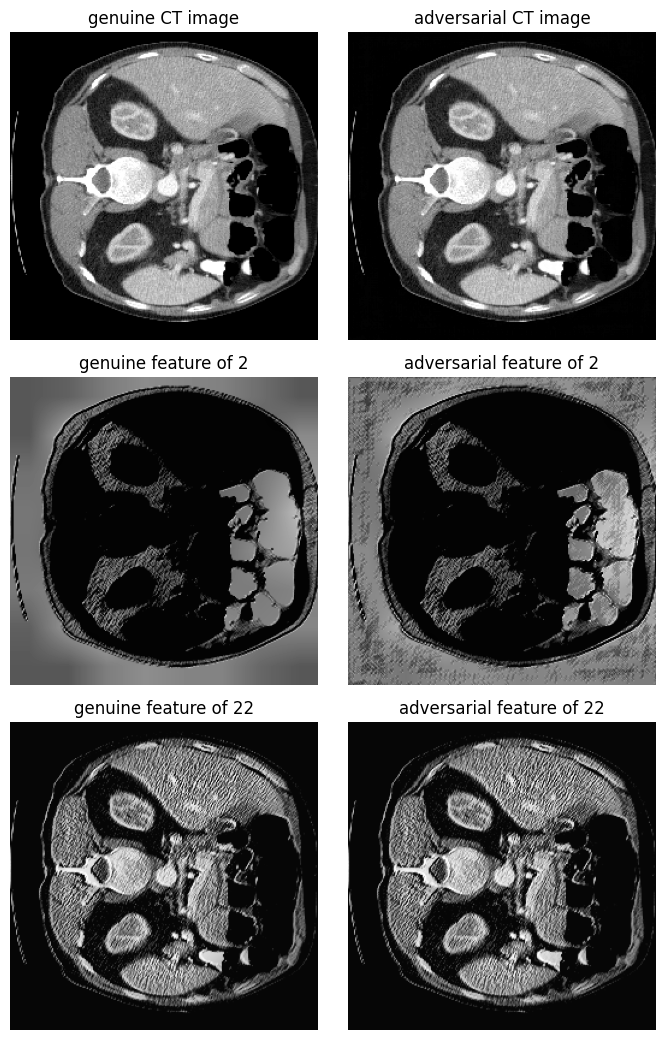 genuine CT image
adversarial CT image
genuine feature of 2
adversarial feature of 2
genuine feature of 22
adversarial feature of 22